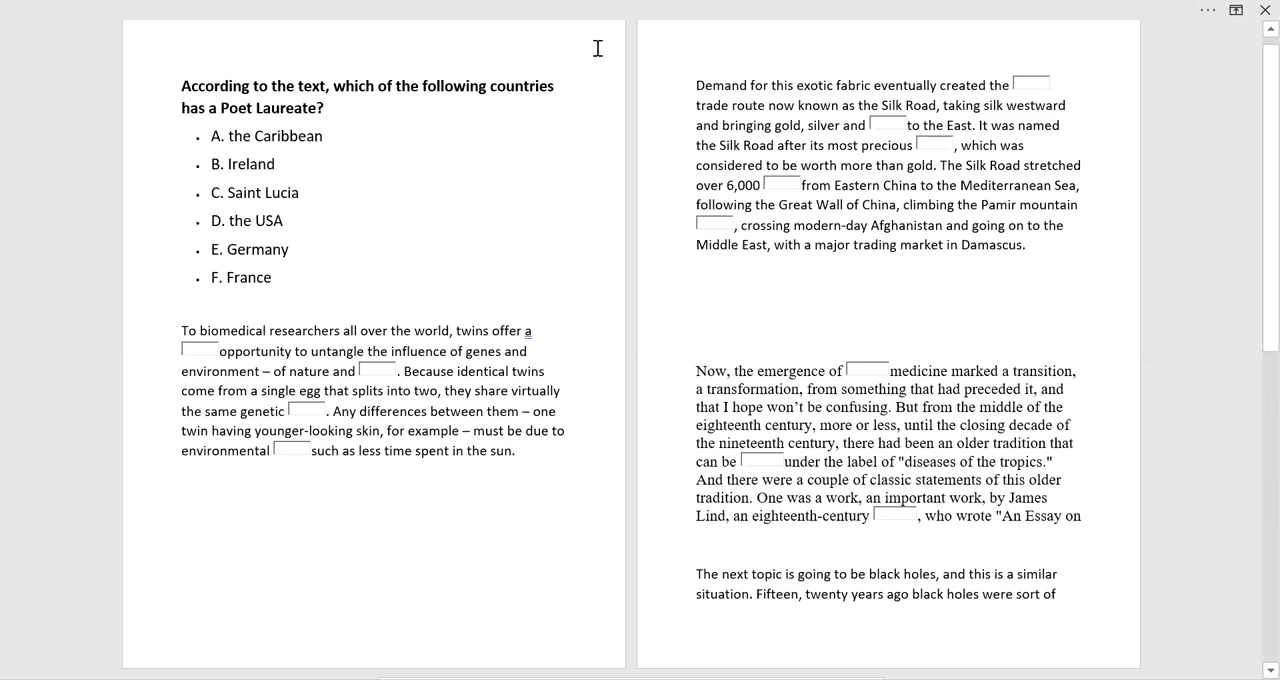 According to the text, which of the following countries
has a Poet Laureate?
• A. the Caribbean
• B. Ireland
• C. Saint Lucia
• D. the USA
• E. Germany
• F. France
To biomedical researchers all over the world, twins offer a
opportunity to untangle the influence of genes and
environment – of nature and . Because identical twins
come from a single egg that splits into two, they share virtually
the same genetic . Any differences between them – one
twin having younger-looking skin, for example – must be due to
environmental such as less time spent in the sun.
Demand for this exotic fabric eventually created the
trade route now known as the Silk Road, taking silk westward
and bringing gold, silver and to the East. It was named
the Silk Road after its most precious , which was
considered to be worth more than gold. The Silk Road stretched
over 6,000 from Eastern China to the Mediterranean Sea,
following the Great Wall of China, climbing the Pamir mountain
, crossing modern-day Afghanistan and going on to the
Middle East, with a major trading market in Damascus.
Now, the emergence of medicine marked a transition,
a transformation, from something that had preceded it, and
that I hope won't be confusing. But from the middle of the
eighteenth century, more or less, until the closing decade of
the nineteenth century, there had been an older tradition that
can be under the label of "diseases of the tropics."
And there were a couple of classic statements of this older
tradition. One was a work, an important work, by James
Lind, an eighteenth-century , who wrote "An Essay on
The next topic is going to be black holes, and this is a similar
situation. Fifteen, twenty years ago black holes were sort of